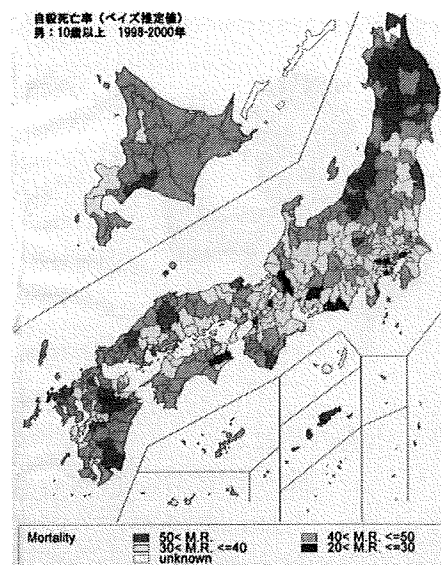 自殺死亡率（ベイズ推定値）
男：10歳以上 1998-2000年
Mortality
50< M.R.
40< M.R. <=50
30< M.R. <=40
20< M.R. <=30
unknown